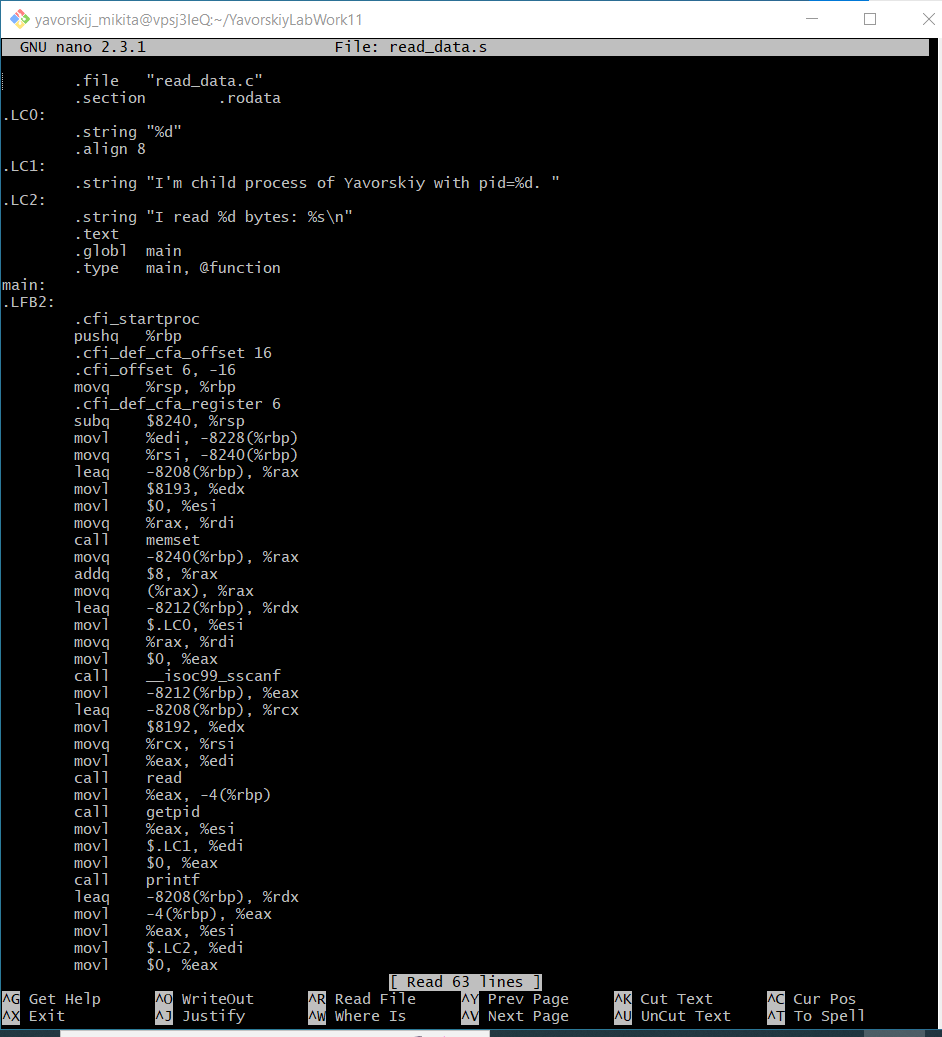 yavorskij_mikita@vpsj3IeQ:~/YavorskiyLabWork11
GNU nano 2.3.1 File: read_data.s
.file "read_data.c"
.section .rodata
.LC0:
.string "%d"
.align 8
.LC1:
.string "I'm child process of Yavorskiy with pid=%d. "
.LC2:
.string "I read %d bytes: %s\n"
.text
.globl main
.type main, @function
main:
.LFB2:
.cfi_startproc
pushq %rbp
.cfi_def_cfa_offset 16
.cfi_offset 6, -16
movq %rsp, %rbp
.cfi_def_cfa_register 6
subq $8240, %rsp
movl %edi, -8228(%rbp)
movq %rsi, -8240(%rbp)
leaq -8208(%rbp), %rax
movl $8193, %edx
movl $0, %esi
movq %rax, %rdi
call memset
movq -8240(%rbp), %rax
addq $8, %rax
movq (%rax), %rax
leaq -8212(%rbp), %rdx
movl $.LC0, %esi
movq %rax, %rdi
movl $0, %eax
call __isoc99_sscanf
movl -8212(%rbp), %eax
leaq -8208(%rbp), %rcx
movl $8192, %edx
movq %rcx, %rsi
movl %eax, %edi
call read
movl %eax, -4(%rbp)
call getpid
movl %eax, %esi
movl $.LC1, %edi
movl $0, %eax
call printf
leaq -8208(%rbp), %rdx
movl -4(%rbp), %eax
movl %eax, %esi
movl $.LC2, %edi
movl $0, %eax
[ Read 63 lines ]
^G Get Help ^O WriteOut ^R Read File ^Y Prev Page ^K Cut Text ^C Cur Pos
^X Exit ^J Justify ^W Where Is ^V Next Page ^U UnCut Text ^T To Spell